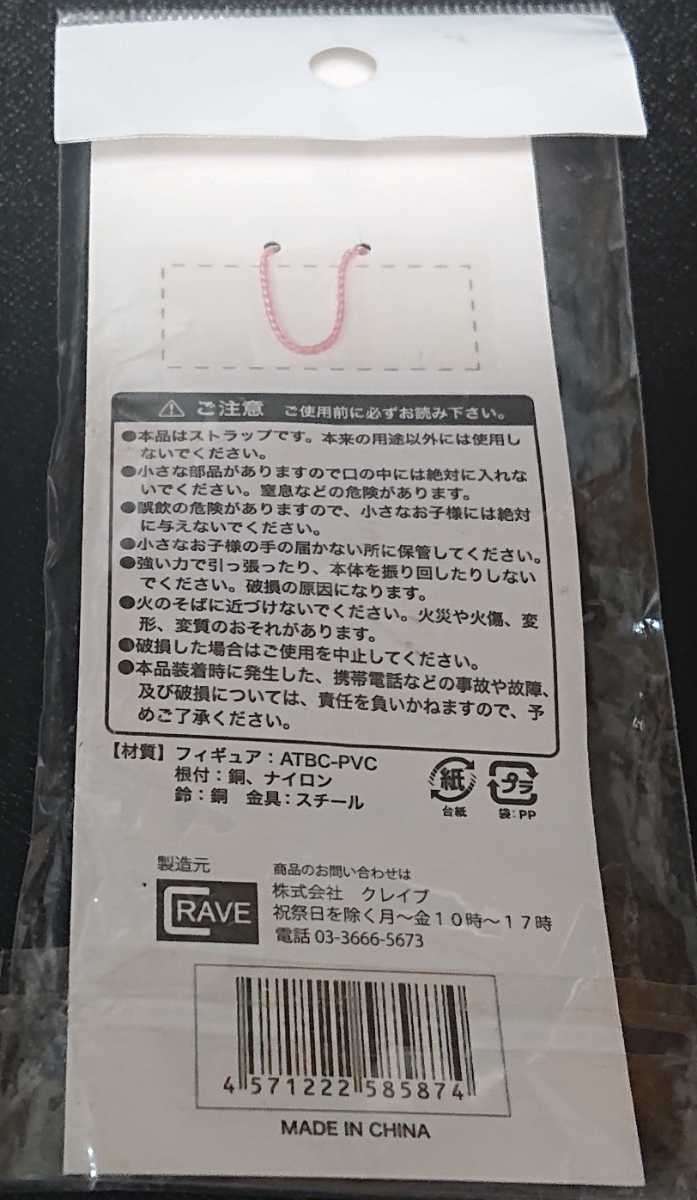 ⚠ ご注意 ご使用前に必ずお読み下さい。
●本品はストラップです。本来の用途以外には使用し
ないでください。
●小さな部品がありますので口の中には絶対に入れな
いでください。窒息などの危険があります。
●誤飲の危険がありますので、小さなお子様には絶対
に与えないでください。
●小さなお子様の手の届かない所に保管してください。
●強い力で引っ張ったり、本体を振り回したりしない
でください。破損の原因になります。
●火のそばに近づけないでください。火災や火傷、変
形、変質のおそれがあります。
●破損した場合はご使用を中止してください。
●本品装着時に発生した、携帯電話などの事故や故障、
及び破損については、責任を負いかねますので、予
めご了承ください。
【材質】フィギュア：ATBC-PVC
根付：銅、ナイロン
鈴：銅 金具：スチール
紙
台紙
プラ
袋：PP
製造元
CRAVE
商品のお問い合わせは
株式会社 クレイブ
祝祭日を除く月〜金10時〜17時
電話 03-3666-5673
4 571222 585874
MADE IN CHINA